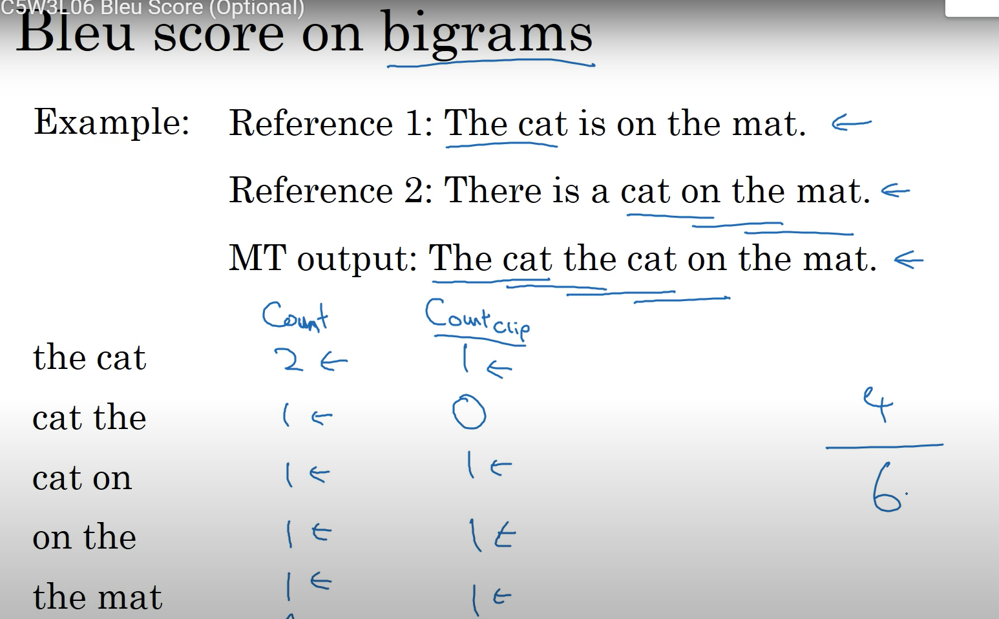 C5W3L06 Bleu Score (Optional)
Bleu score on bigrams
Example: Reference 1: The cat is on the mat. ←
Reference 2: There is a cat on the mat. ←
MT output: The cat the cat on the mat. ←
Count Count clip
the cat 2 ← 1 ←
cat the 1 ← 0
cat on 1 ← 1 ←
on the 1 ← 1 ←
the mat 1 ← 1 ←
4
6